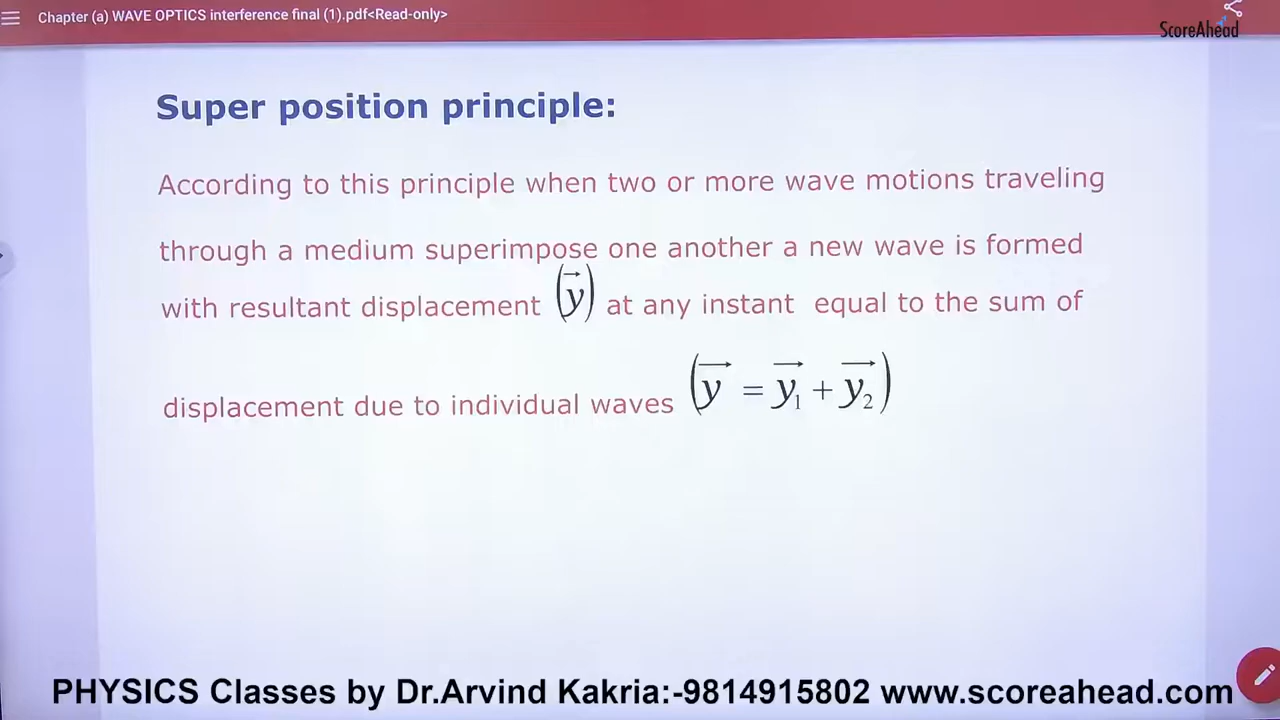 Chapter (a) WAVE OPTICS interference final (1).pdf<Read-only>
ScoreAhead
Super position principle:
According to this principle when two or more wave motions traveling
through a medium superimpose one another a new wave is formed
with resultant displacement (y⃗) at any instant equal to the sum of
displacement due to individual waves (y⃗ = y⃗₁ + y⃗₂)
PHYSICS Classes by Dr.Arvind Kakria:-9814915802 www.scoreahead.com